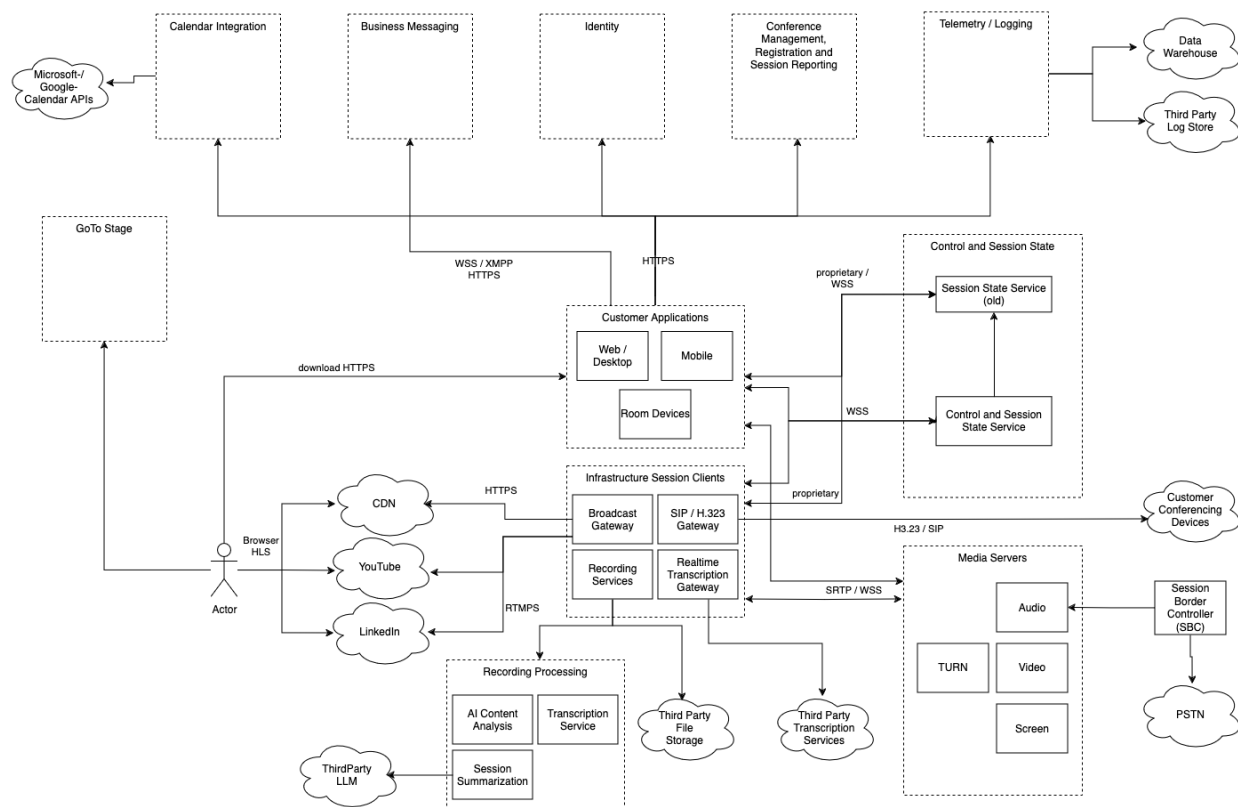 Calendar Integration
Business Messaging
Identity
Conference
Management,
Registration and
Session Reporting
Telemetry / Logging
Data
Warehouse
Microsoft-/
Google-
Calendar APIs
Third Party
Log Store
GoTo Stage
WSS / XMPP
HTTPS
HTTPS
Control and Session State
proprietary /
WSS
Session State Service
(old)
Customer Applications
Web /
Desktop
Mobile
download HTTPS
Room Devices
WSS
Control and Session
State Service
Infrastructure Session Clients
HTTPS
CDN
proprietary
Broadcast
Gateway
SIP / H.323
Gateway
H3.23 / SIP
Customer
Conferencing
Devices
Browser
HLS
YouTube
Recording
Services
Realtime
Transcription
Gateway
Media Servers
SRTP / WSS
Actor
RTMPS
LinkedIn
Audio
Session
Border
Controller
(SBC)
TURN
Video
Recording Processing
AI Content
Analysis
Transcription
Service
Third Party
File
Storage
Third Party
Transcription
Services
Screen
PSTN
ThirdParty
LLM
Session
Summarization